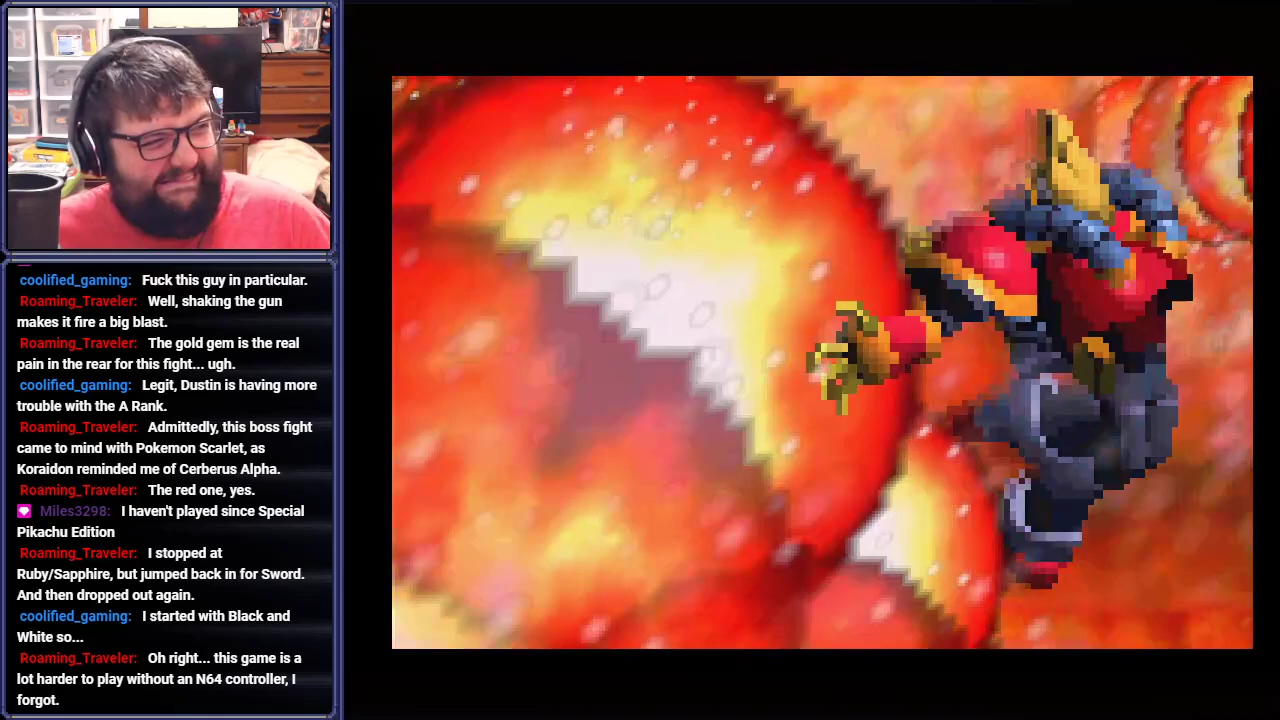 coolified_gaming: Fuck this guy in particular.
Roaming_Traveler: Well, shaking the gun
makes it fire a big blast.
Roaming_Traveler: The gold gem is the real
pain in the rear for this fight... ugh.
coolified_gaming: Legit, Dustin is having more
trouble with the A Rank.
Roaming_Traveler: Admittedly, this boss fight
came to mind with Pokemon Scarlet, as
Koraidon reminded me of Cerberus Alpha.
Roaming_Traveler: The red one, yes.
Miles3298: I haven't played since Special
Pikachu Edition
Roaming_Traveler: I stopped at
Ruby/Sapphire, but jumped back in for Sword.
And then dropped out again.
coolified_gaming: I started with Black and
White so...
Roaming_Traveler: Oh right... this game is a
lot harder to play without an N64 controller, I
forgot.